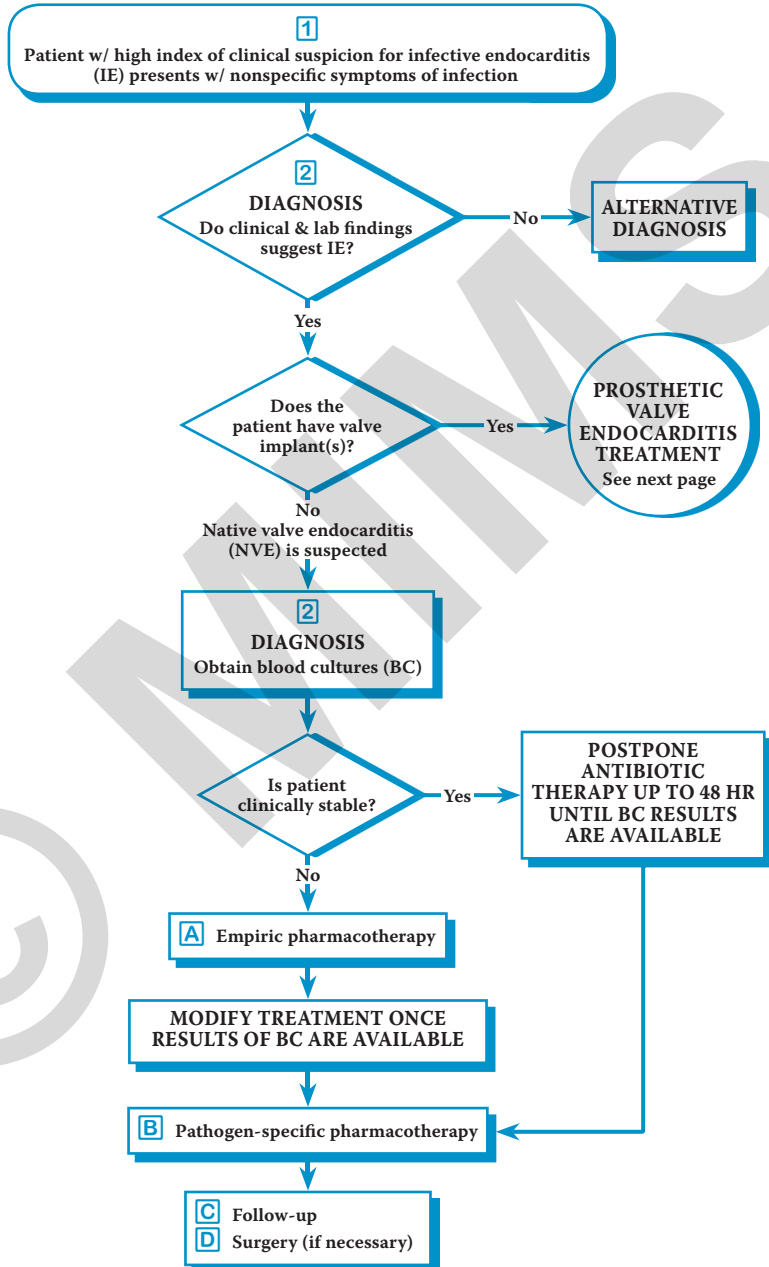 1
Patient w/ high index of clinical suspicion for infective endocarditis
(IE) presents w/ nonspecific symptoms of infection
2
DIAGNOSIS
Do clinical & lab findings
suggest IE?
No
ALTERNATIVE
DIAGNOSIS
Yes
Does the
patient have valve
implant(s)?
Yes
PROSTHETIC
VALVE
ENDOCARDITIS
TREATMENT
See next page
No
Native valve endocarditis
(NVE) is suspected
2
DIAGNOSIS
Obtain blood cultures (BC)
Is patient
clinically stable?
Yes
POSTPONE
ANTIBIOTIC
THERAPY UP TO 48 HR
UNTIL BC RESULTS
ARE AVAILABLE
No
A Empiric pharmacotherapy
MODIFY TREATMENT ONCE
RESULTS OF BC ARE AVAILABLE
B Pathogen-specific pharmacotherapy
C Follow-up
D Surgery (if necessary)
© MIMS